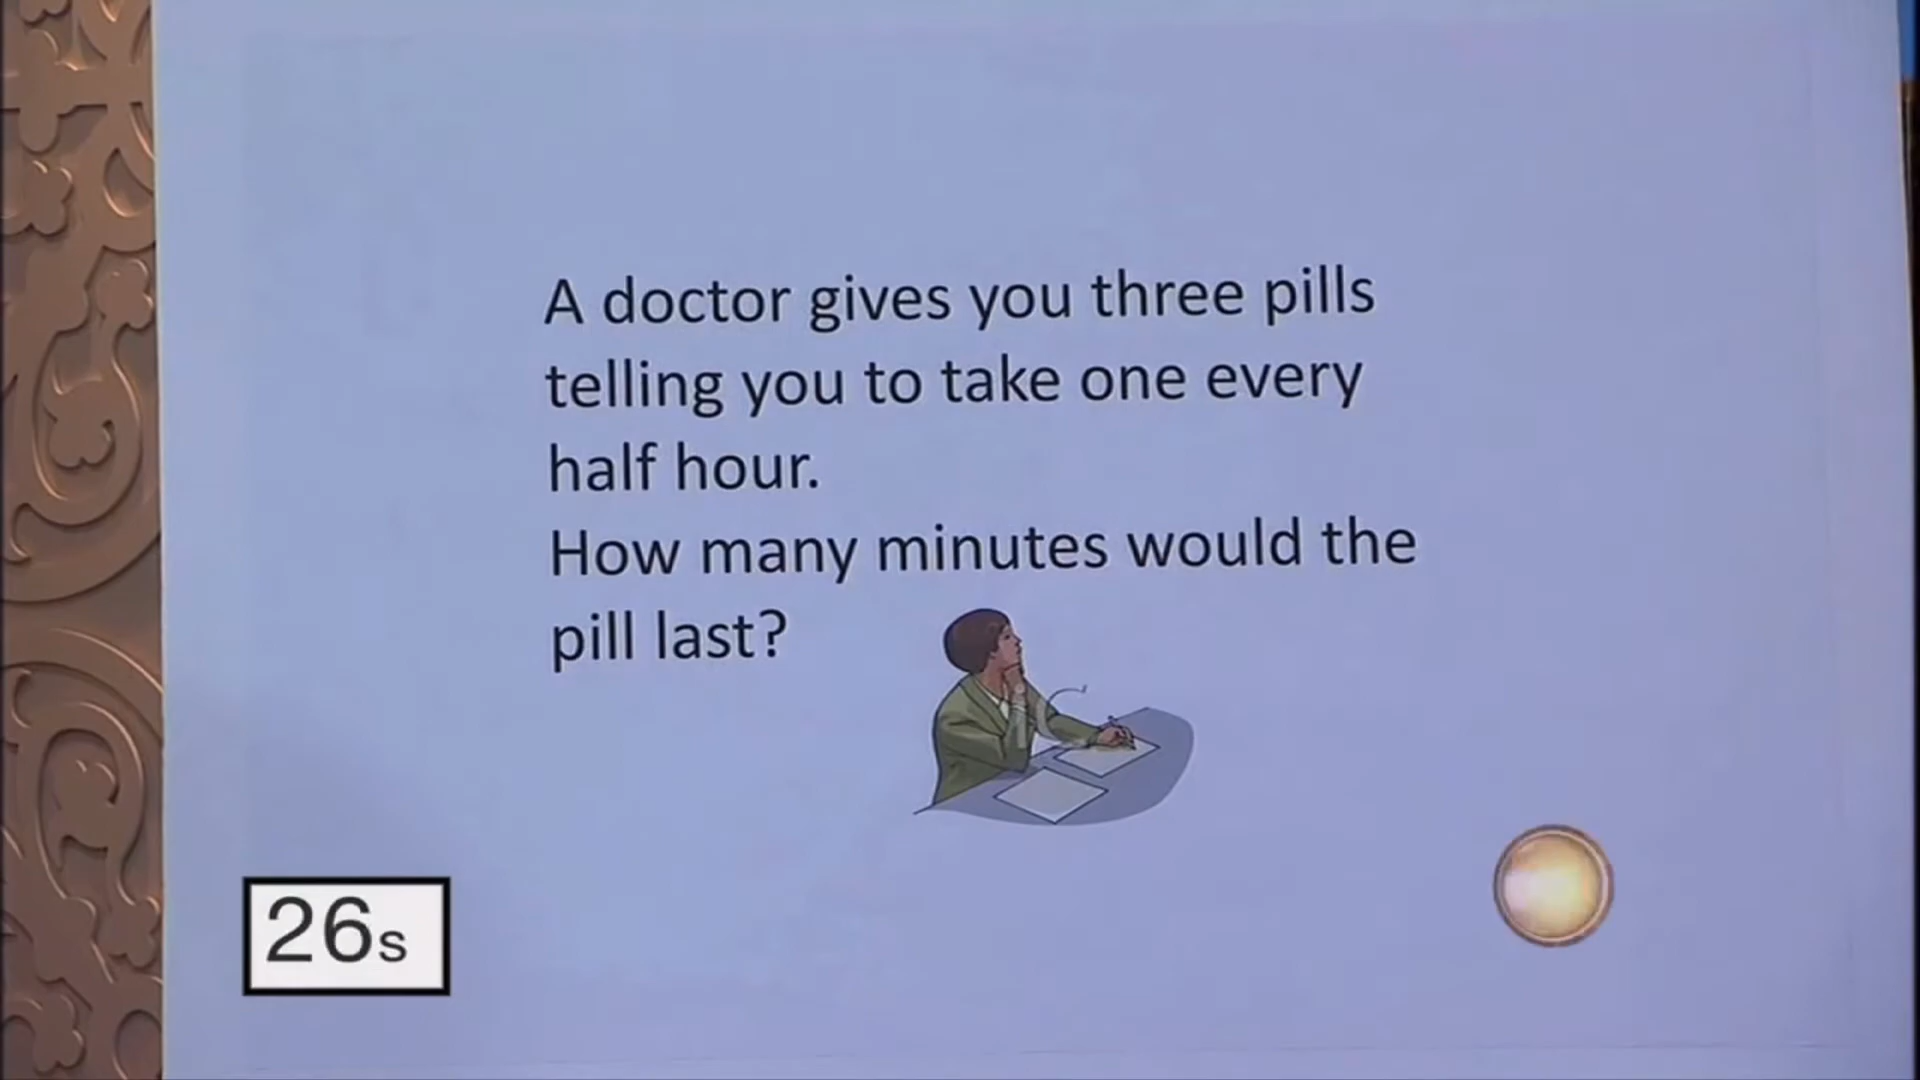 A doctor gives you three pills
telling you to take one every
half hour.
How many minutes would the
pill last?
26s